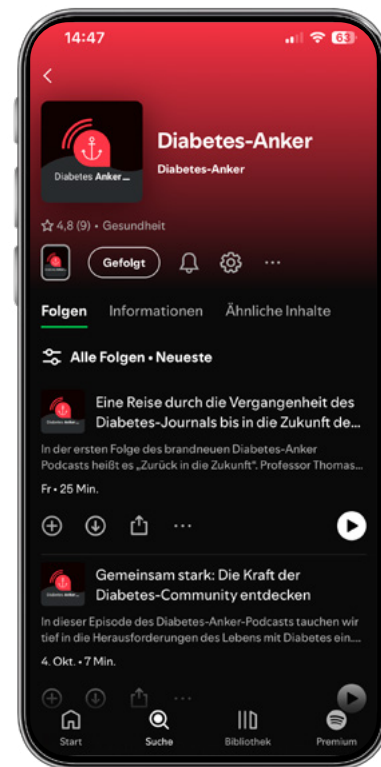 14:47
63
Diabetes Anker...
Diabetes-Anker
Diabetes-Anker
4,8 (9) • Gesundheit
Gefolgt
Folgen Informationen Ähnliche Inhalte
Alle Folgen • Neueste
Eine Reise durch die Vergangenheit des
Diabetes-Journals bis in die Zukunft de...
In der ersten Folge des brandneuen Diabetes-Anker
Podcasts heißt es „Zurück in die Zukunft“. Professor Thomas...
Fr • 25 Min.
Gemeinsam stark: Die Kraft der
Diabetes-Community entdecken
In dieser Episode des Diabetes-Anker-Podcasts tauchen wir
tief in die Herausforderungen des Lebens mit Diabetes ein....
4. Okt. • 7 Min.
Start Suche Bibliothek Premium